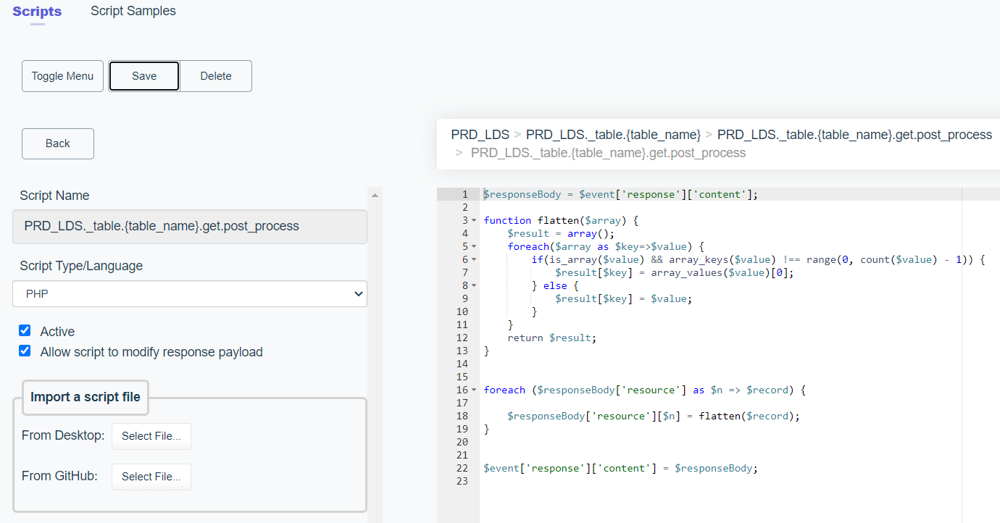 Scripts Script Samples
Toggle Menu Save Delete
Back
PRD_LDS > PRD_LDS._table.{table_name} > PRD_LDS._table.{table_name}.get.post_process
> PRD_LDS._table.{table_name}.get.post_process
Script Name
PRD_LDS._table.{table_name}.get.post_process
Script Type/Language
PHP
Active
Allow script to modify response payload
Import a script file
From Desktop: Select File...
From GitHub: Select File...
1 $responseBody = $event['response']['content'];
2
3 function flatten($array) {
4     $result = array();
5     foreach($array as $key=>$value) {
6         if(is_array($value) && array_keys($value) !== range(0, count($value) - 1)) {
7             $result[$key] = array_values($value)[0];
8         } else {
9             $result[$key] = $value;
10         }
11     }
12     return $result;
13 }
14
15
16 foreach ($responseBody['resource'] as $n => $record) {
17
18     $responseBody['resource'][$n] = flatten($record);
19 }
20
21
22 $event['response']['content'] = $responseBody;
23